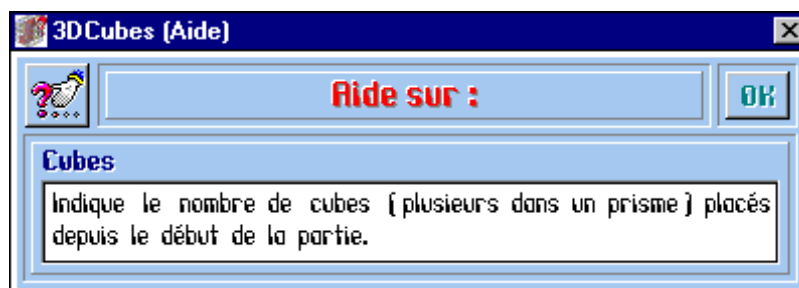 3DCubes (Aide)
Aide sur :
OK
Cubes
Indique le nombre de cubes (plusieurs dans un prisme) placés
depuis le début de la partie.